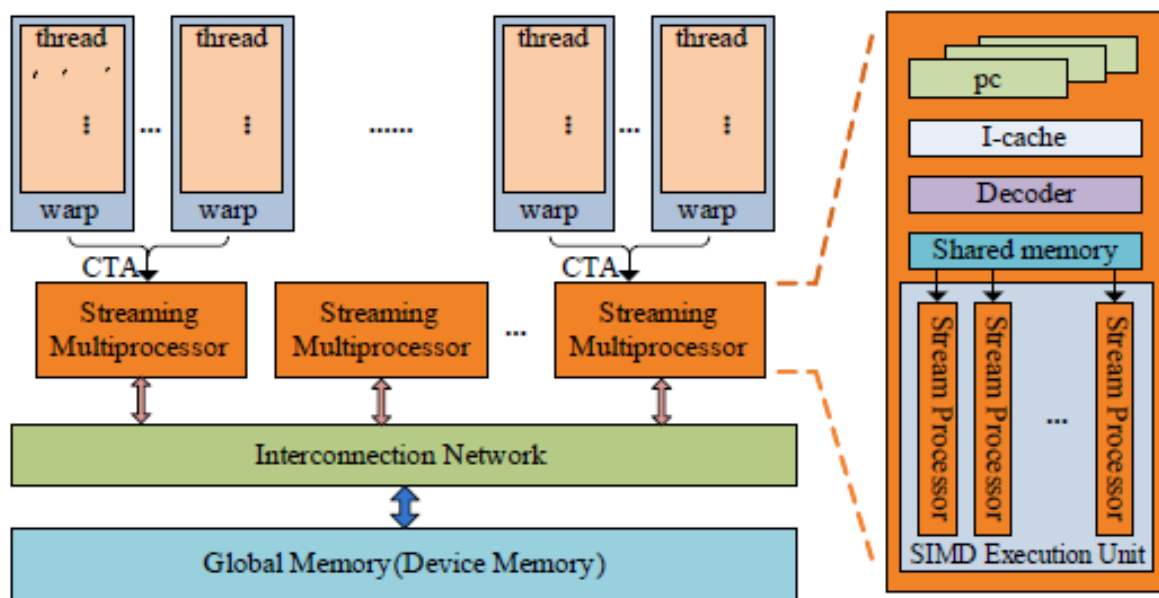 thread
thread
thread
thread
...
......
...
warp
warp
warp
warp
CTA
CTA
Streaming
Multiprocessor
Streaming
Multiprocessor
...
Streaming
Multiprocessor
Interconnection Network
Global Memory(Device Memory)
pc
I-cache
Decoder
Shared memory
Stream Processor
Stream Processor
...
Stream Processor
SIMD Execution Unit